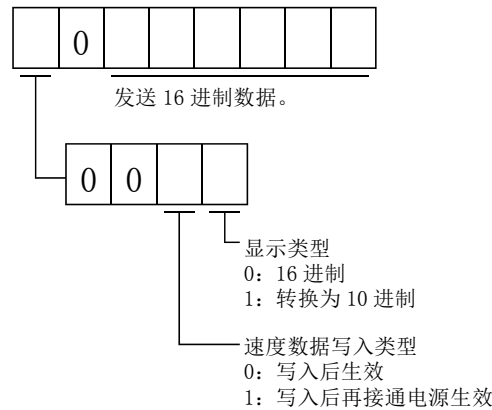 0
发送 16 进制数据。
0 0
显示类型
0：16 进制
1：转换为 10 进制
速度数据写入类型
0：写入后生效
1：写入后再接通电源生效